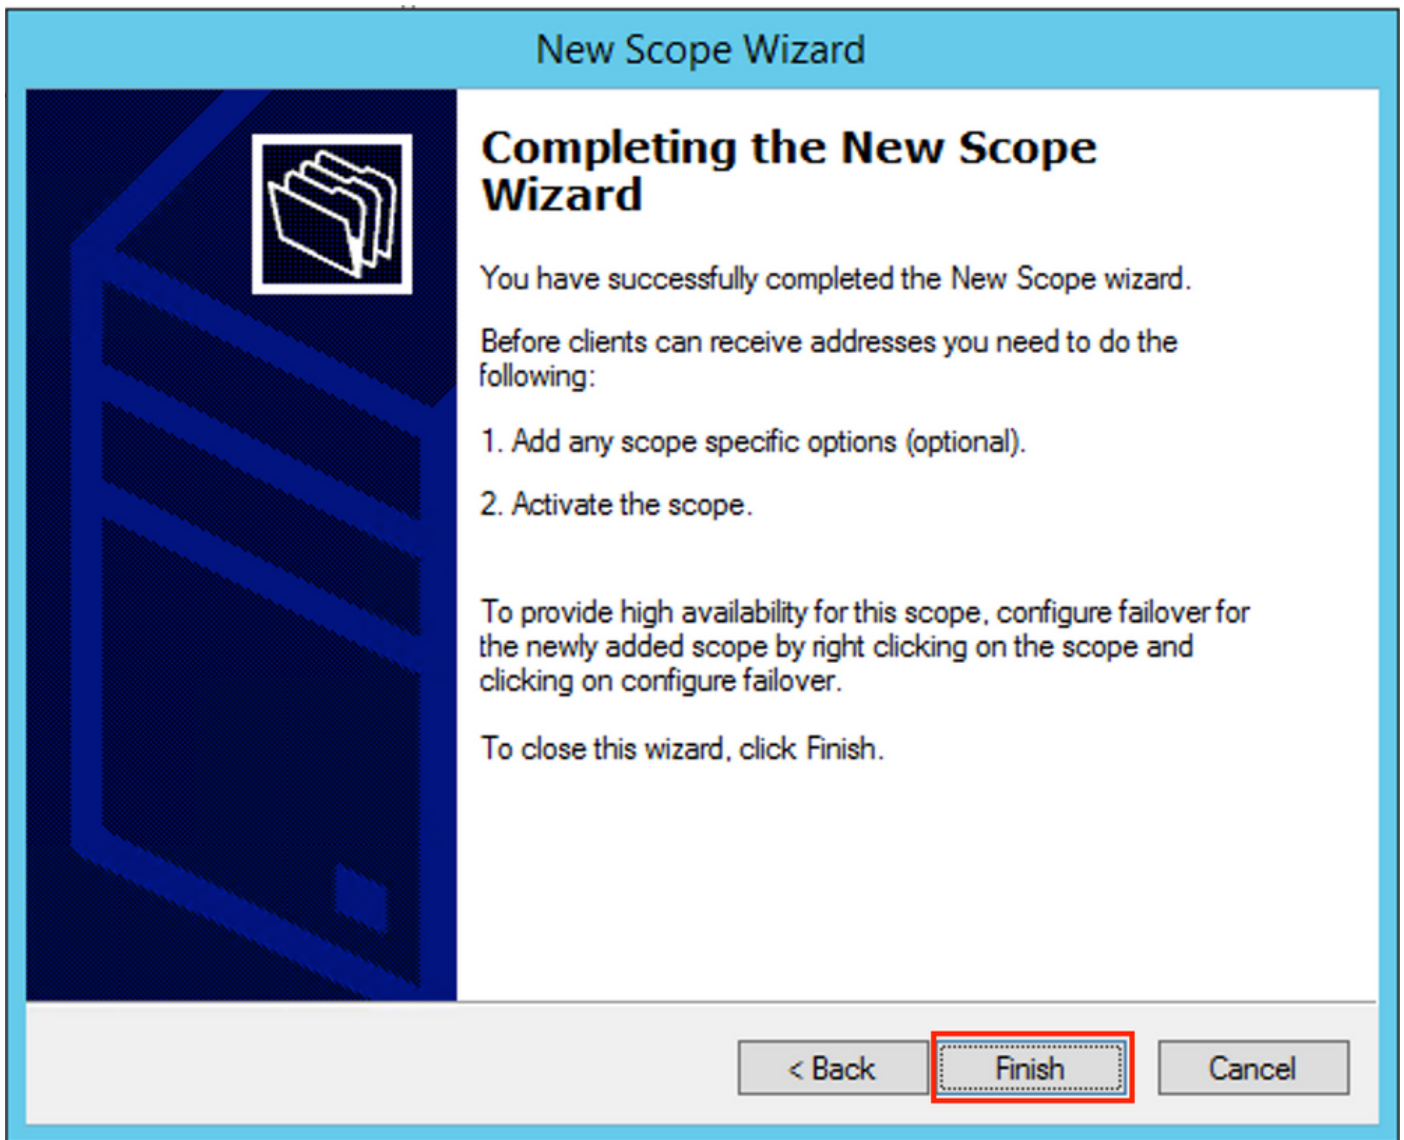 New Scope Wizard
Completing the New Scope
Wizard
You have successfully completed the New Scope wizard.
Before clients can receive addresses you need to do the
following:
1. Add any scope specific options (optional).
2. Activate the scope.
To provide high availability for this scope, configure failover for
the newly added scope by right clicking on the scope and
clicking on configure failover.
To close this wizard, click Finish.
< Back
Finish
Cancel